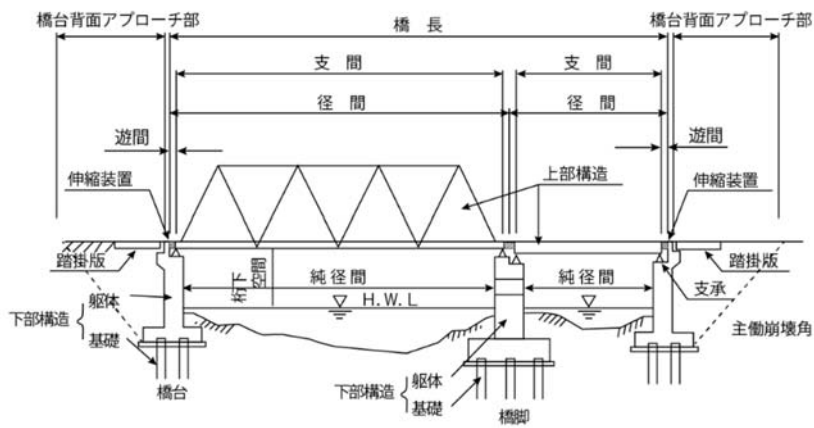 橋台背面アプローチ部
橋長
橋台背面アプローチ部
支間
支間
径間
径間
遊間
遊間
伸縮装置
上部構造
伸縮装置
踏掛版
桁下空間
純径間
純径間
踏掛版
支承
H.W.L
下部構造
躯体
基礎
主働崩壊角
橋台
下部構造
躯体
基礎
橋脚